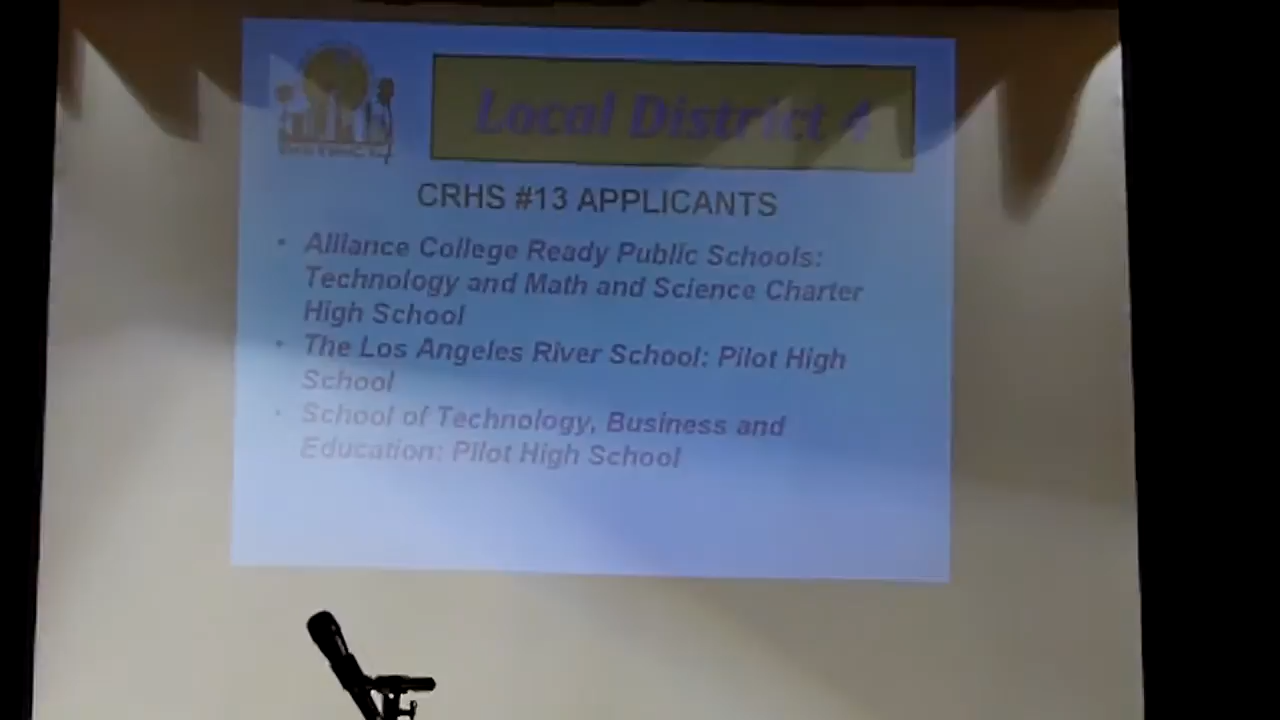 Local District 4
CRHS #13 APPLICANTS
• Alliance College Ready Public Schools:
Technology and Math and Science Charter
High School
• The Los Angeles River School: Pilot High
School
• School of Technology, Business and
Education: Pilot High School